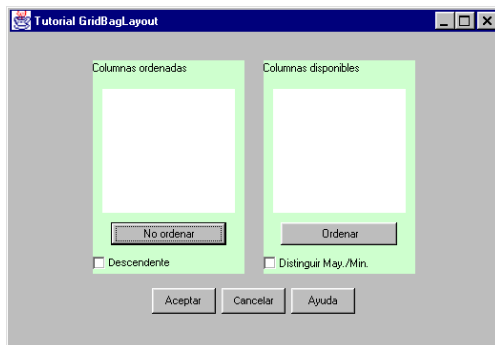 Tutorial GridBagLayout
Columnas ordenadas
Columnas disponibles
No ordenar
Ordenar
Descendente
Distinguir May./Min.
Aceptar
Cancelar
Ayuda